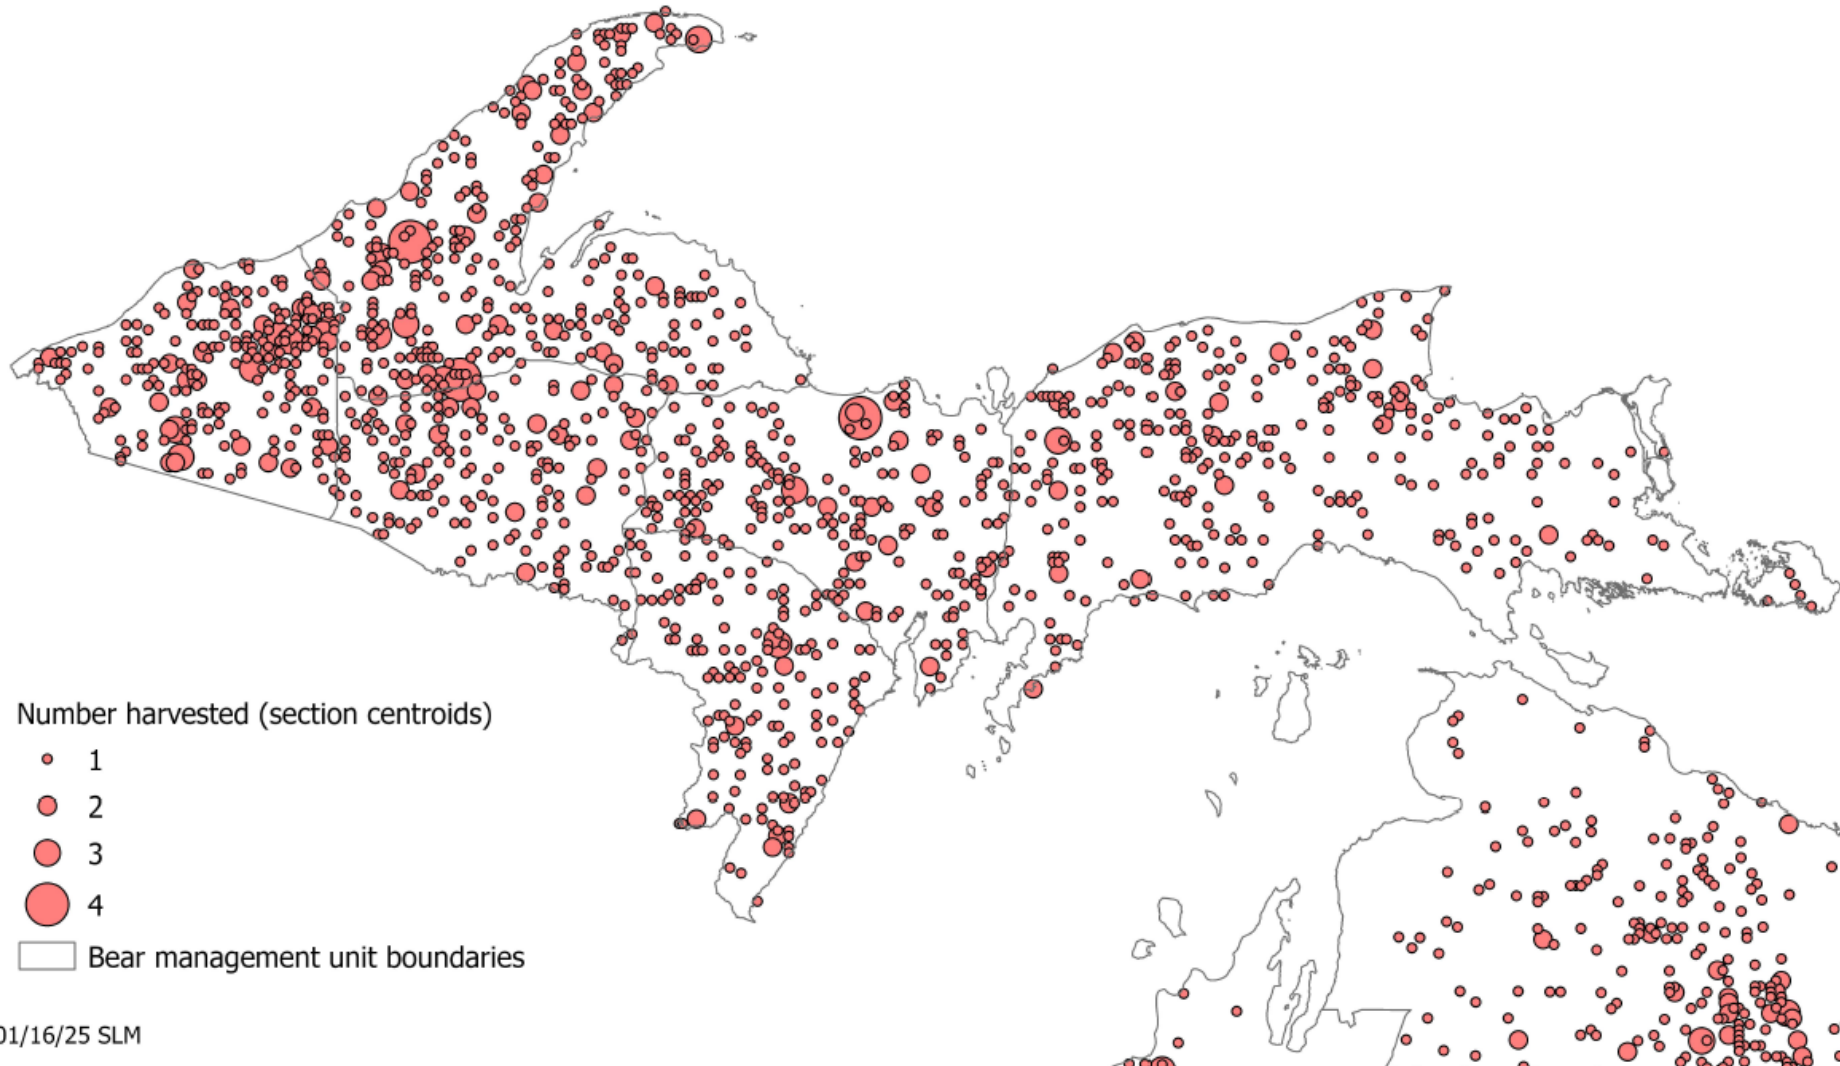 Number harvested (section centroids)
1
2
3
4
Bear management unit boundaries
01/16/25 SLM